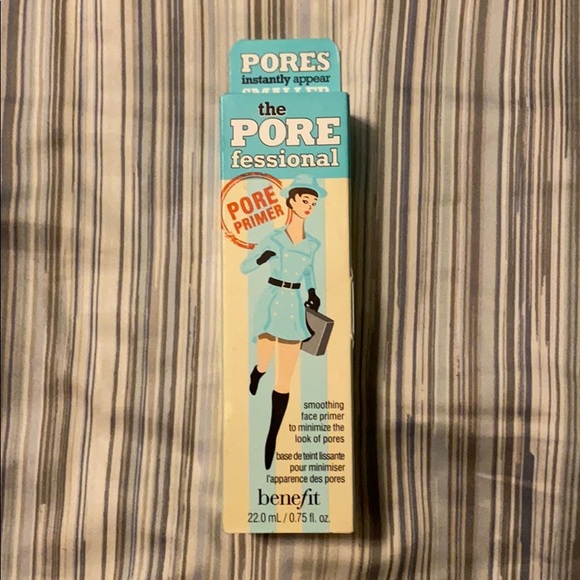 PORES
instantly appear
SMALLER
the
PORE
fessional
PORE
PRIMER
smoothing
face primer
to minimize the
look of pores
base de teint lissante
pour minimiser
l'apparence des pores
benefit
22.0 mL / 0.75 fl. oz.